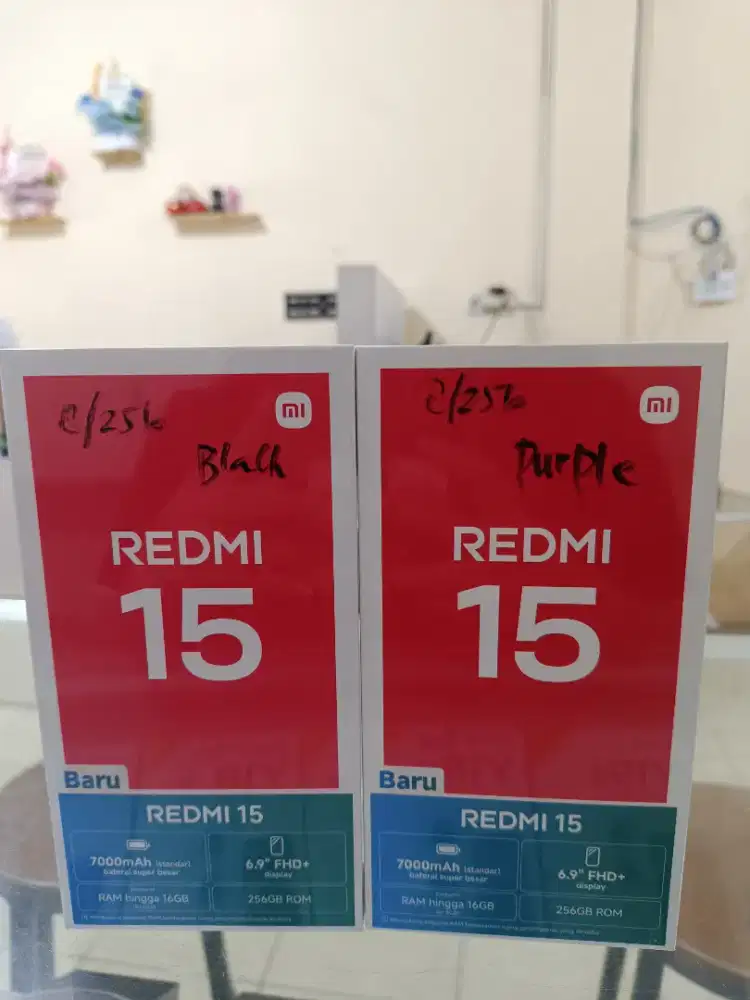 8/256
Black
mi
REDMI
15
Baru
REDMI 15
7000mAh (standar)
baterai super besar
6.9" FHD+
display
RAM hingga 16GB
256GB ROM
8/256
Purple
mi
REDMI
15
Baru
REDMI 15
7000mAh (standar)
baterai super besar
6.9" FHD+
display
RAM hingga 16GB
256GB ROM